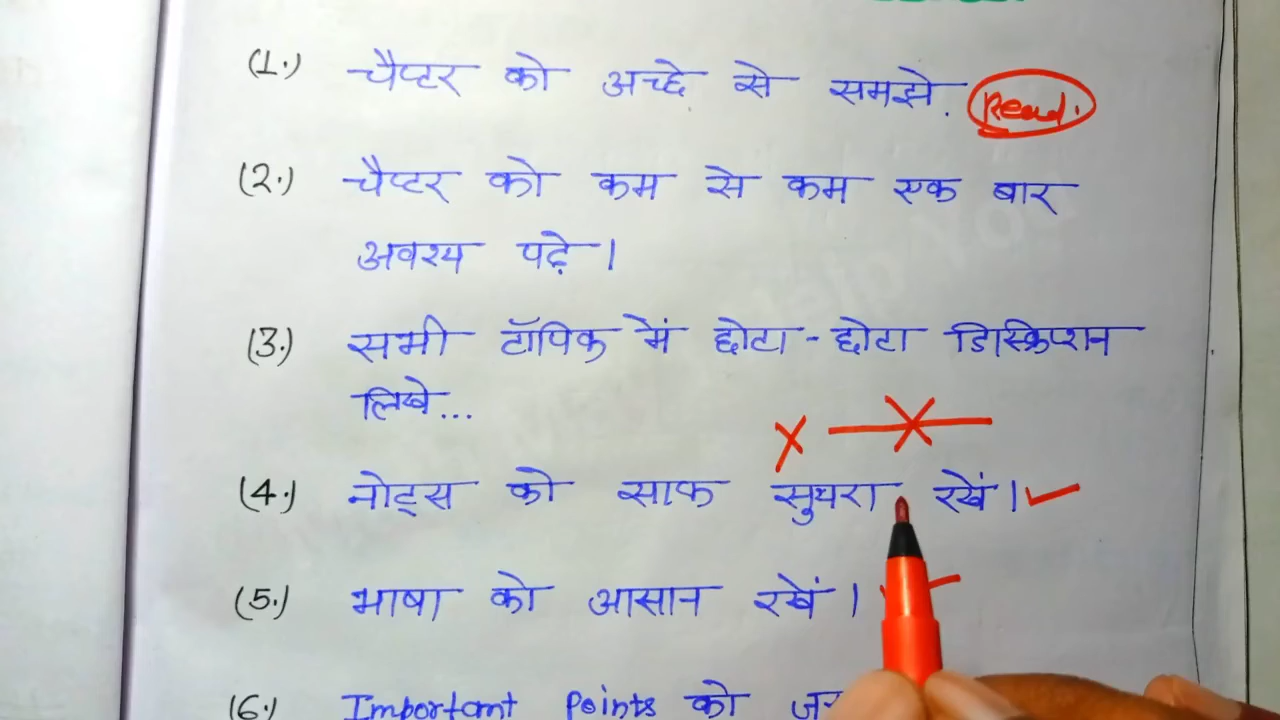 (1.) चैप्टर को अच्छे से समझे. Read.
(2.) चैप्टर को कम से कम एक बार
अवश्य पढ़े ।
(3.) सभी टॉपिक में छोटा - छोटा डिस्क्रिप्शन
लिखे...
(4.) नोट्स को साफ सुथरा रखें ।
(5.) भाषा को आसान रखें ।
(6.) Important Points को